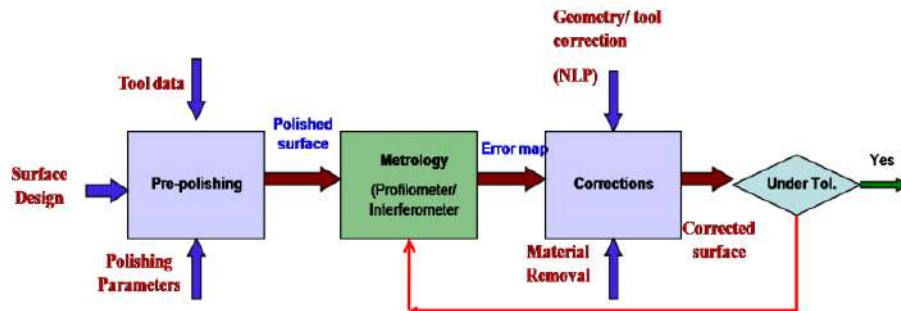 Geometry/ tool
correction
(NLP)
Tool data
Polished
surface
Error map
Metrology
(Profilometer/
Interferometer
Pre-polishing
Corrections
Under Tol.
Yes
Surface
Design
Polishing
Parameters
Material
Removal
Corrected
surface